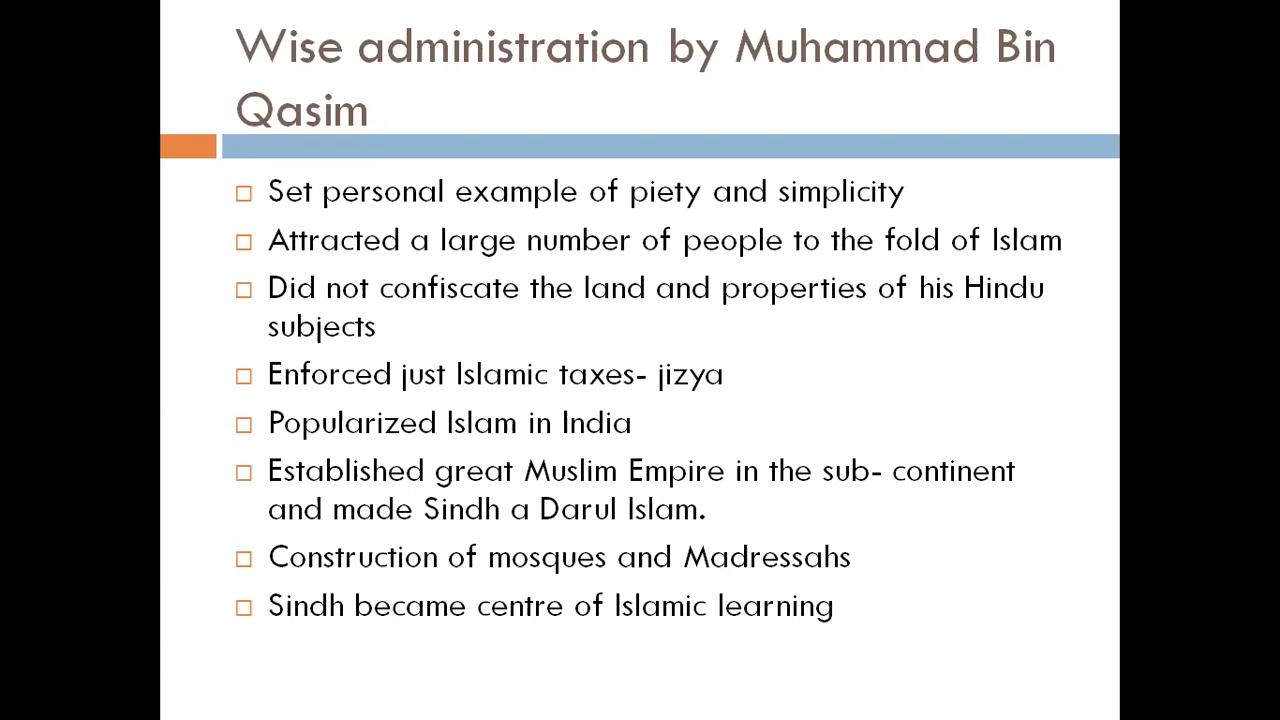 Wise administration by Muhammad Bin
Qasim
Set personal example of piety and simplicity
Attracted a large number of people to the fold of Islam
Did not confiscate the land and properties of his Hindu
subjects
Enforced just Islamic taxes- jizya
Popularized Islam in India
Established great Muslim Empire in the sub- continent
and made Sindh a Darul Islam.
Construction of mosques and Madressahs
Sindh became centre of Islamic learning